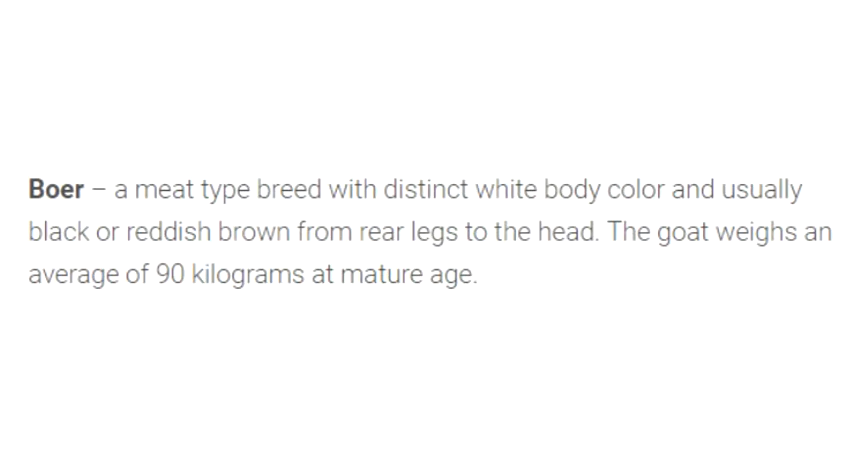 Boer – a meat type breed with distinct white body color and usually
black or reddish brown from rear legs to the head. The goat weighs an
average of 90 kilograms at mature age.